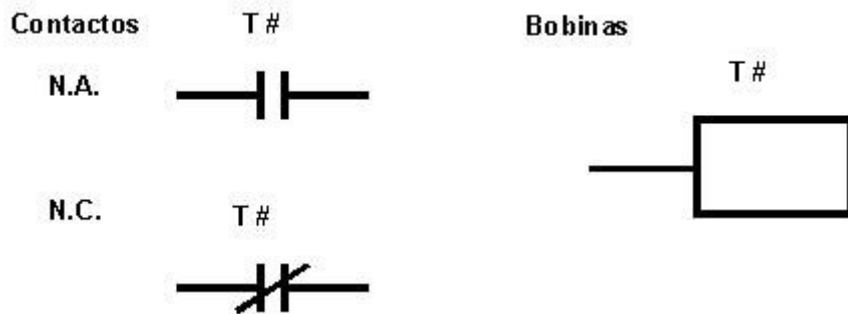 Contactos T # Bobinas
N.A. T #
N.C. T #